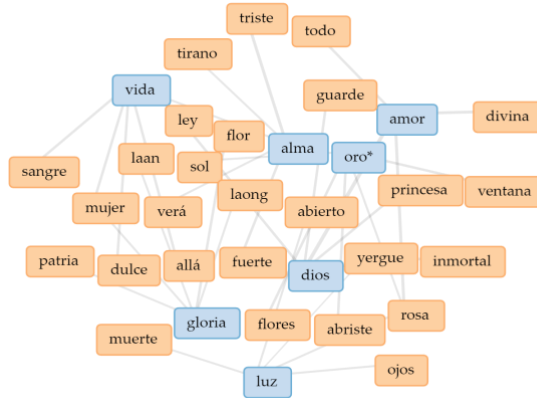 triste
todo
tirano
vida
guarde
ley
amor
divina
flor
alma
oro*
laan
sol
sangre
laong
princesa
ventana
mujer
verá
abierto
patria
dulce
allá
fuerte
dios
yergue
inmortal
gloria
flores
abriste
rosa
muerte
luz
ojos